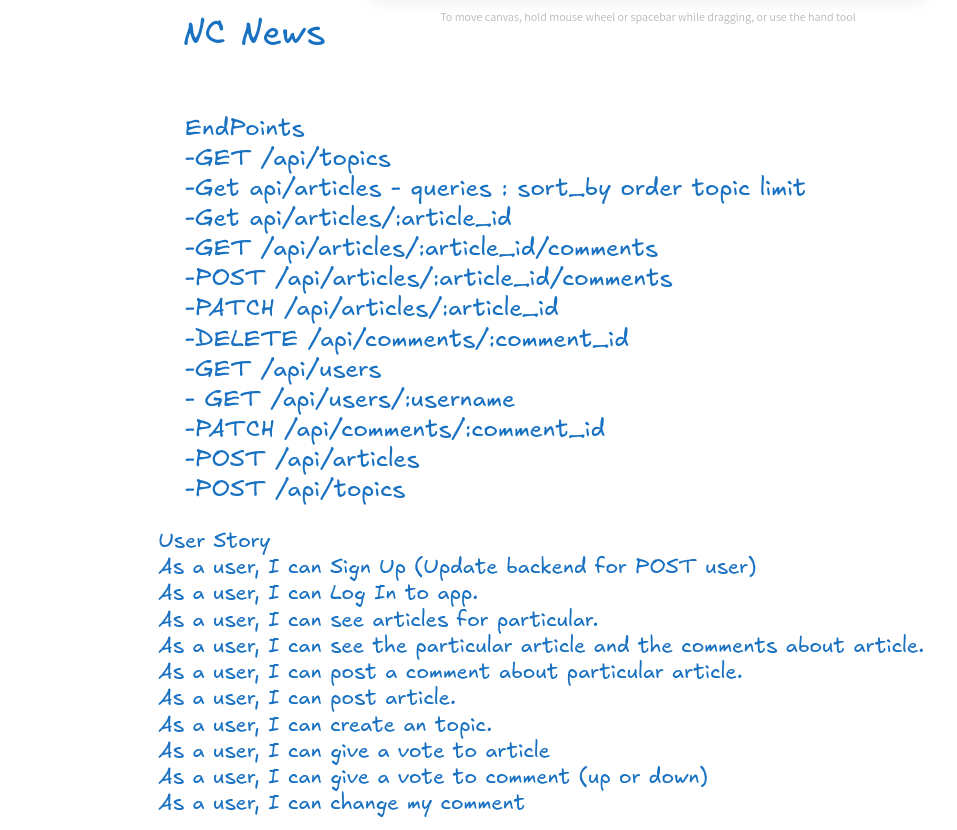 To move canvas, hold mouse wheel or spacebar while dragging, or use the hand tool
NC News
EndPoints
-GET /api/topics
-Get api/articles - queries : sort_by order topic limit
-Get api/articles/:article_id
-GET /api/articles/:article_id/comments
-POST /api/articles/:article_id/comments
-PATCH /api/articles/:article_id
-DELETE /api/comments/:comment_id
-GET /api/users
- GET /api/users/:username
-PATCH /api/comments/:comment_id
-POST /api/articles
-POST /api/topics
User Story
As a user, I can Sign Up (Update backend for POST user)
As a user, I can Log In to app.
As a user, I can see articles for particular.
As a user, I can see the particular article and the comments about article.
As a user, I can post a comment about particular article.
As a user, I can post article.
As a user, I can create an topic.
As a user, I can give a vote to article
As a user, I can give a vote to comment (up or down)
As a user, I can change my comment